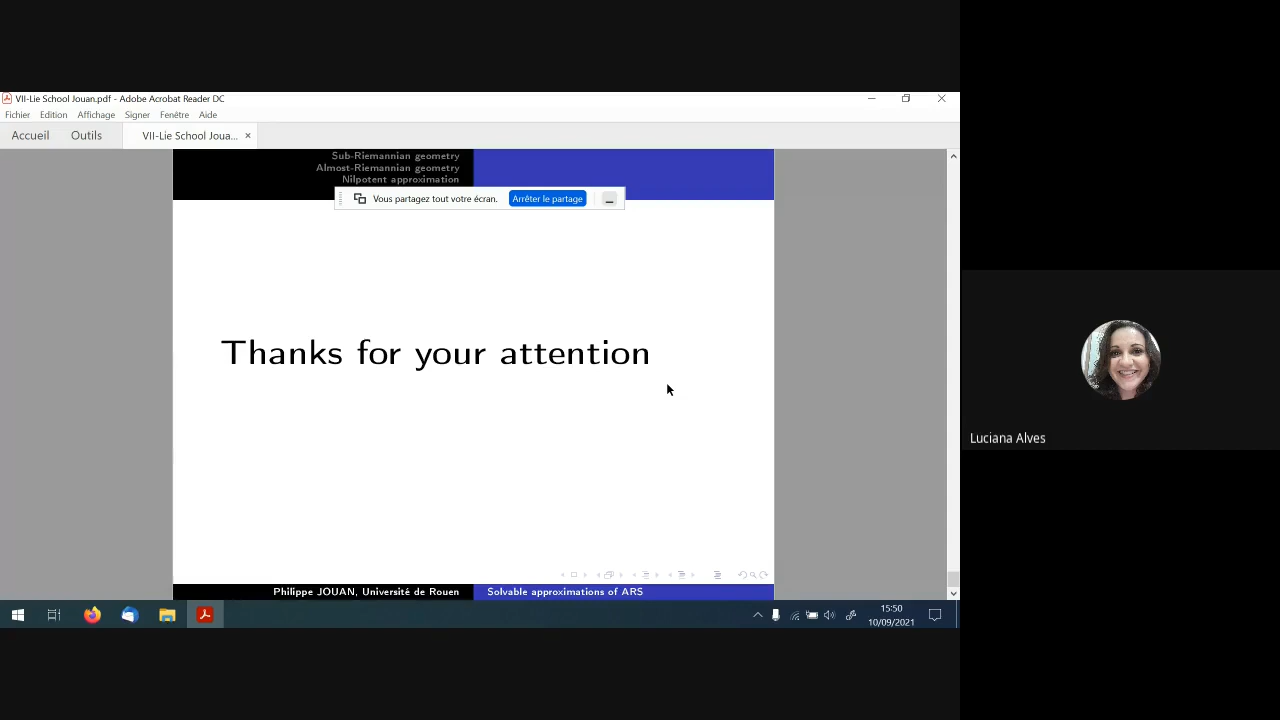 VII-Lie School Jouan.pdf - Adobe Acrobat Reader DC
Fichier Edition Affichage Signer Fenêtre Aide
Accueil Outils VII-Lie School Joua... ×
Sub-Riemannian geometry
Almost-Riemannian geometry
Nilpotent approximation
Vous partagez tout votre écran. Arrêter le partage
Thanks for your attention
Luciana Alves
Philippe JOUAN, Université de Rouen Solvable approximations of ARS
15:50
10/09/2021